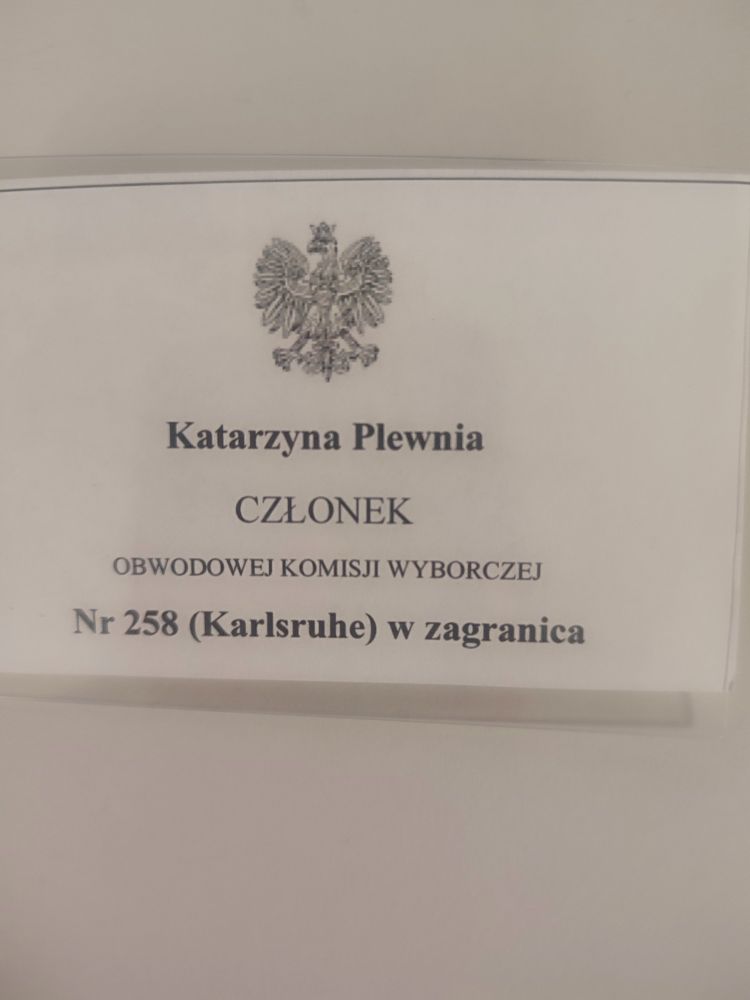 Katarzyna Plewnia
CZŁONEK
OBWODOWEJ KOMISJI WYBORCZEJ
Nr 258 (Karlsruhe) w zagranica